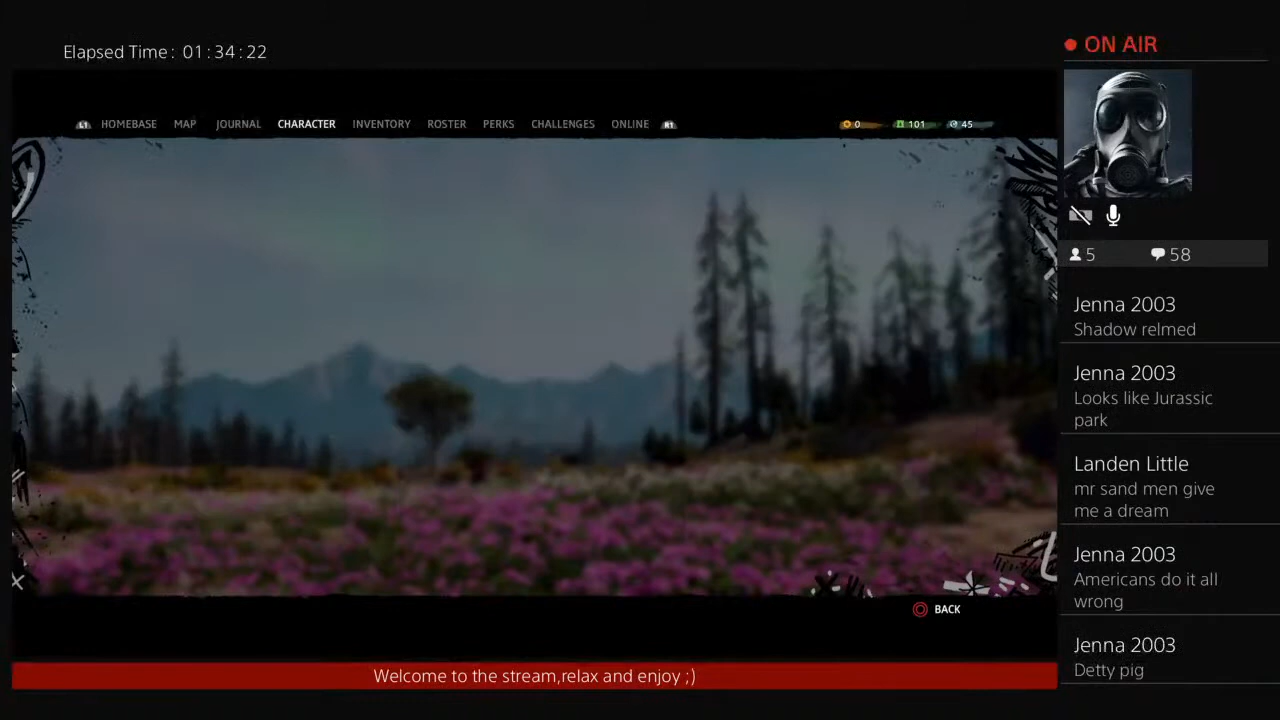 Elapsed Time: 01:34:22
ON AIR
L1 HOMEBASE MAP JOURNAL CHARACTER INVENTORY ROSTER PERKS CHALLENGES ONLINE R1 0 101 45
5 58
Jenna 2003
Shadow relmed
Jenna 2003
Looks like Jurassic
park
Landen Little
mr sand men give
me a dream
Jenna 2003
Americans do it all
wrong
Jenna 2003
Detty pig
BACK
Welcome to the stream,relax and enjoy ;)